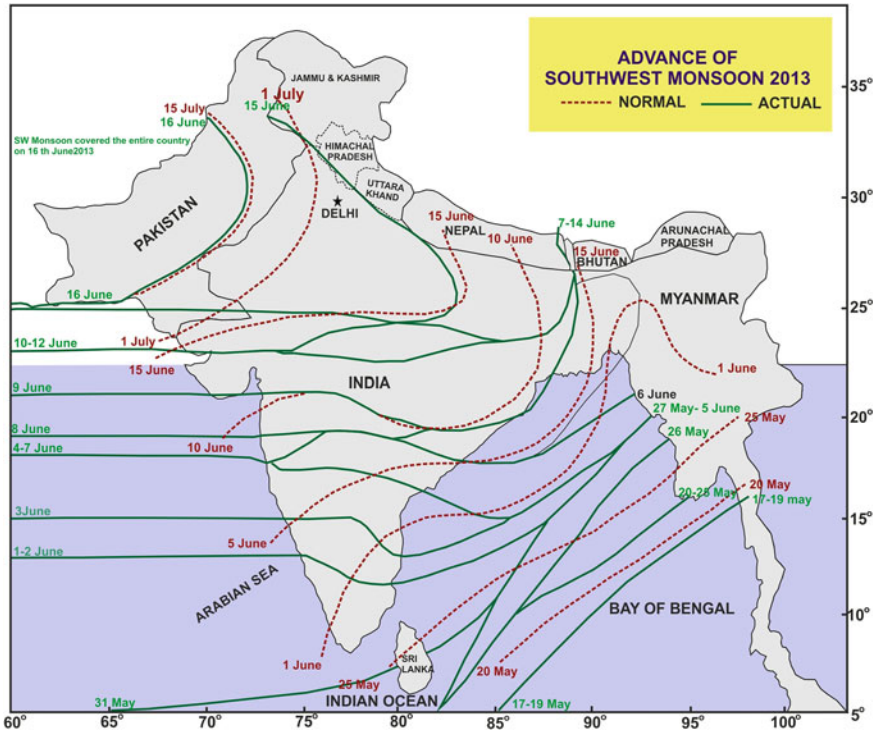 ADVANCE OF
SOUTHWEST MONSOON 2013
NORMAL
ACTUAL
JAMMU & KASHMIR
1 July
15 June
15 July
16 June
SW Monsoon covered the entire country
on 16 th June2013
HIMACHAL
PRADESH
UTTARA
KHAND
DELHI
PAKISTAN
15 June
NEPAL
10 June
7-14 June
15 June
BHUTAN
ARUNACHAL
PRADESH
MYANMAR
16 June
10-12 June
1 July
15 June
1 June
INDIA
9 June
10 June
8 June
4-7 June
6 June
27 May- 5 June
25 May
26 May
20 May
20-25 May
17-19 may
3June
5 June
1-2 June
ARABIAN SEA
BAY OF BENGAL
1 June
SRI
LANKA
25 May
20 May
INDIAN OCEAN
31 May
17-19 May
35°
30°
25°
20°
15°
10°
5°
60°
65°
70°
75°
80°
85°
90°
95°
100°